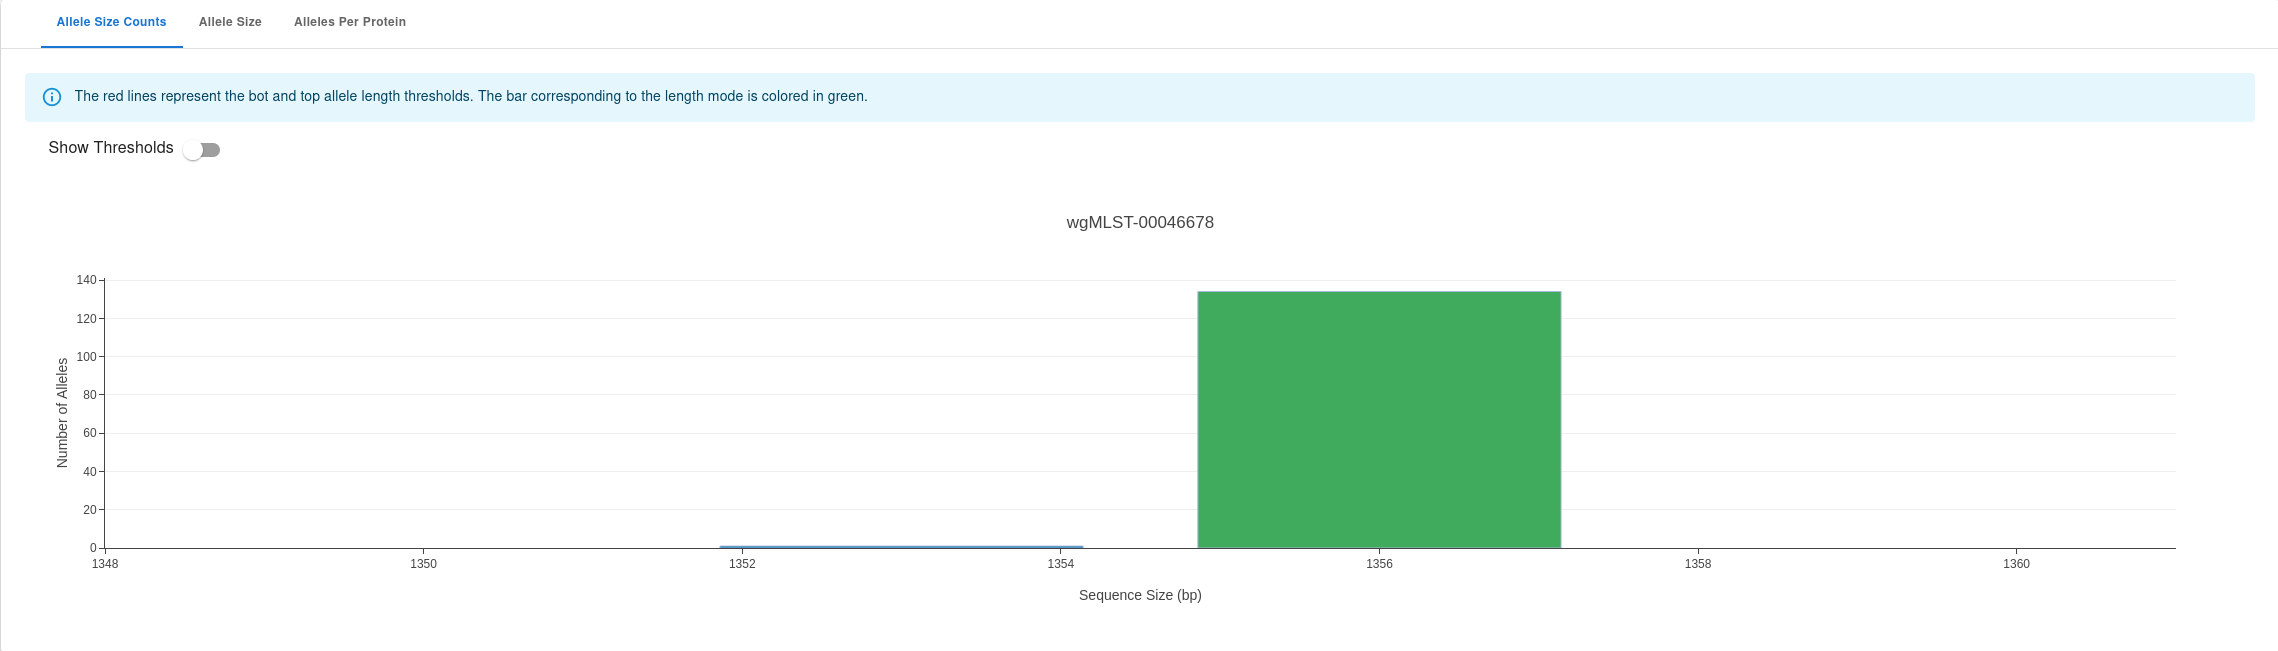 Allele Size Counts Allele Size Alleles Per Protein
The red lines represent the bot and top allele length thresholds. The bar corresponding to the length mode is colored in green.
Show Thresholds
wgMLST-00046678
140
120
100
80
60
40
20
0
Number of Alleles
1348 1350 1352 1354 1356 1358 1360
Sequence Size (bp)